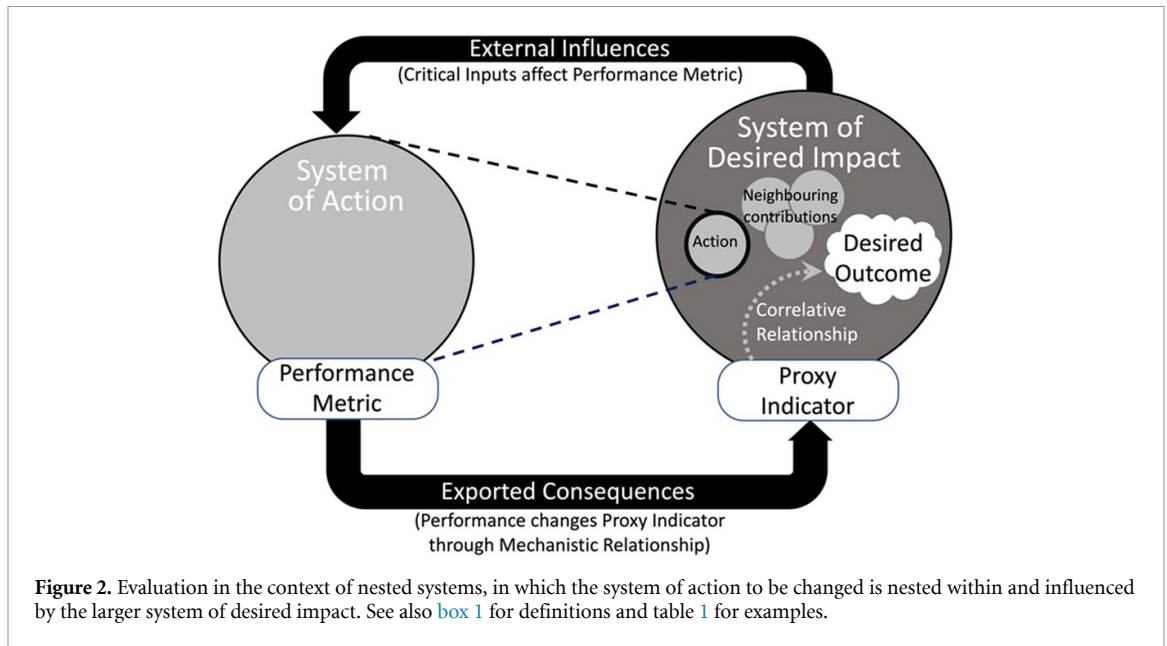 External Influences
(Critical Inputs affect Performance Metric)
System
of Action
System of
Desired Impact
Neighbouring
contributions
Action
Desired
Outcome
Correlative
Relationship
Performance
Metric
Proxy
Indicator
Exported Consequences
(Performance changes Proxy Indicator
through Mechanistic Relationship)
Figure 2. Evaluation in the context of nested systems, in which the system of action to be changed is nested within and influenced
by the larger system of desired impact. See also box 1 for definitions and table 1 for examples.